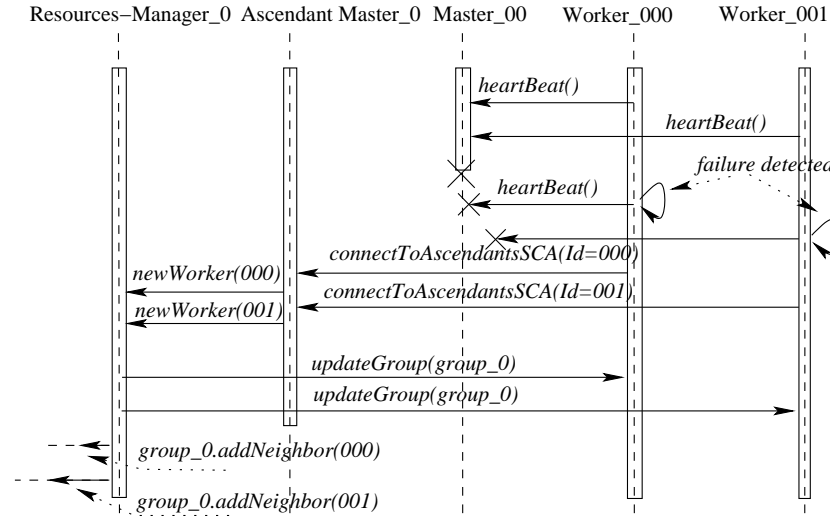 Resources−Manager_0 Ascendant Master_0 Master_00 Worker_000 Worker_001
heartBeat()
heartBeat()
failure detected
heartBeat()
connectToAscendantsSCA(Id=000)
newWorker(000)
connectToAscendantsSCA(Id=001)
newWorker(001)
updateGroup(group_0)
updateGroup(group_0)
group_0.addNeighbor(000)
group_0.addNeighbor(001)